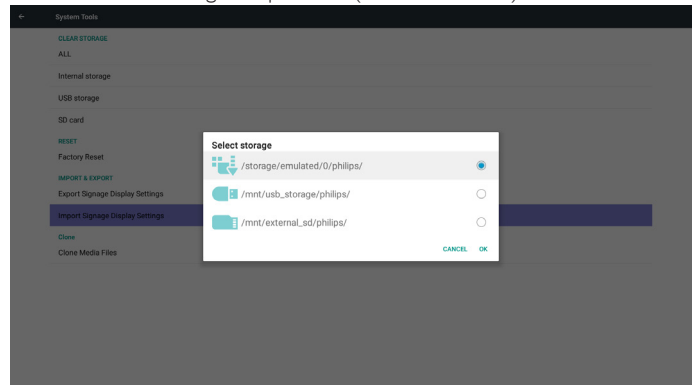 System Tools
CLEAR STORAGE
ALL
Internal storage
USB storage
SD card
RESET
Factory Reset
IMPORT & EXPORT
Export Signage Display Settings
Import Signage Display Settings
Clone
Clone Media Files
Select storage
/storage/emulated/0/philips/
/mnt/usb_storage/philips/
/mnt/external_sd/philips/
CANCEL OK